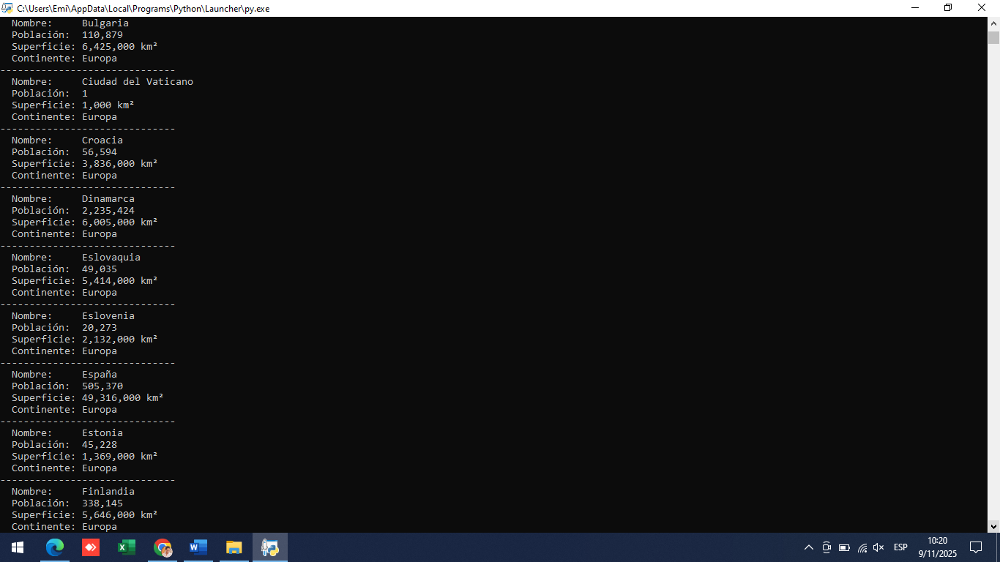 C:\Users\Emi\AppData\Local\Programs\Python\Launcher\py.exe
Nombre:     Bulgaria
Población:  110,879
Superficie: 6,425,000 km²
Continente: Europa
------------------------------
Nombre:     Ciudad del Vaticano
Población:  1
Superficie: 1,000 km²
Continente: Europa
------------------------------
Nombre:     Croacia
Población:  56,594
Superficie: 3,836,000 km²
Continente: Europa
------------------------------
Nombre:     Dinamarca
Población:  2,235,424
Superficie: 6,005,000 km²
Continente: Europa
------------------------------
Nombre:     Eslovaquia
Población:  49,035
Superficie: 5,414,000 km²
Continente: Europa
------------------------------
Nombre:     Eslovenia
Población:  20,273
Superficie: 2,132,000 km²
Continente: Europa
------------------------------
Nombre:     España
Población:  505,370
Superficie: 49,316,000 km²
Continente: Europa
------------------------------
Nombre:     Estonia
Población:  45,228
Superficie: 1,369,000 km²
Continente: Europa
------------------------------
Nombre:     Finlandia
Población:  338,145
Superficie: 5,646,000 km²
Continente: Europa
ESP
10:20
9/11/2025